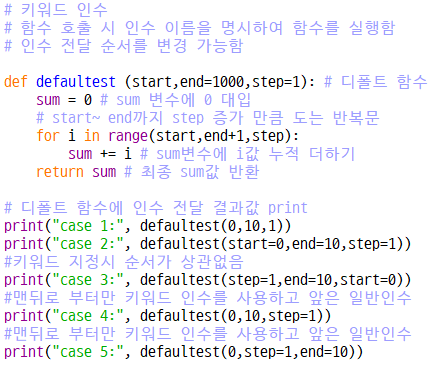 # 키워드 인수
# 함수 호출 시 인수 이름을 명시하여 함수를 실행함
# 인수 전달 순서를 변경 가능함
def defaultest (start,end=1000,step=1): # 디폴트 함수
sum = 0 # sum 변수에 0 대입
# start~ end까지 step 증가 만큼 도는 반복문
for i in range(start,end+1,step):
sum += i # sum변수에 i값 누적 더하기
return sum # 최종 sum값 반환
# 디폴트 함수에 인수 전달 결과값 print
print("case 1:", defaultest(0,10,1))
print("case 2:", defaultest(start=0,end=10,step=1))
#키워드 지정시 순서가 상관없음
print("case 3:", defaultest(step=1,end=10,start=0))
#맨뒤로 부터만 키워드 인수를 사용하고 앞은 일반인수
print("case 4:", defaultest(0,10,step=1))
#맨뒤로 부터만 키워드 인수를 사용하고 앞은 일반인수
print("case 5:", defaultest(0,step=1,end=10))